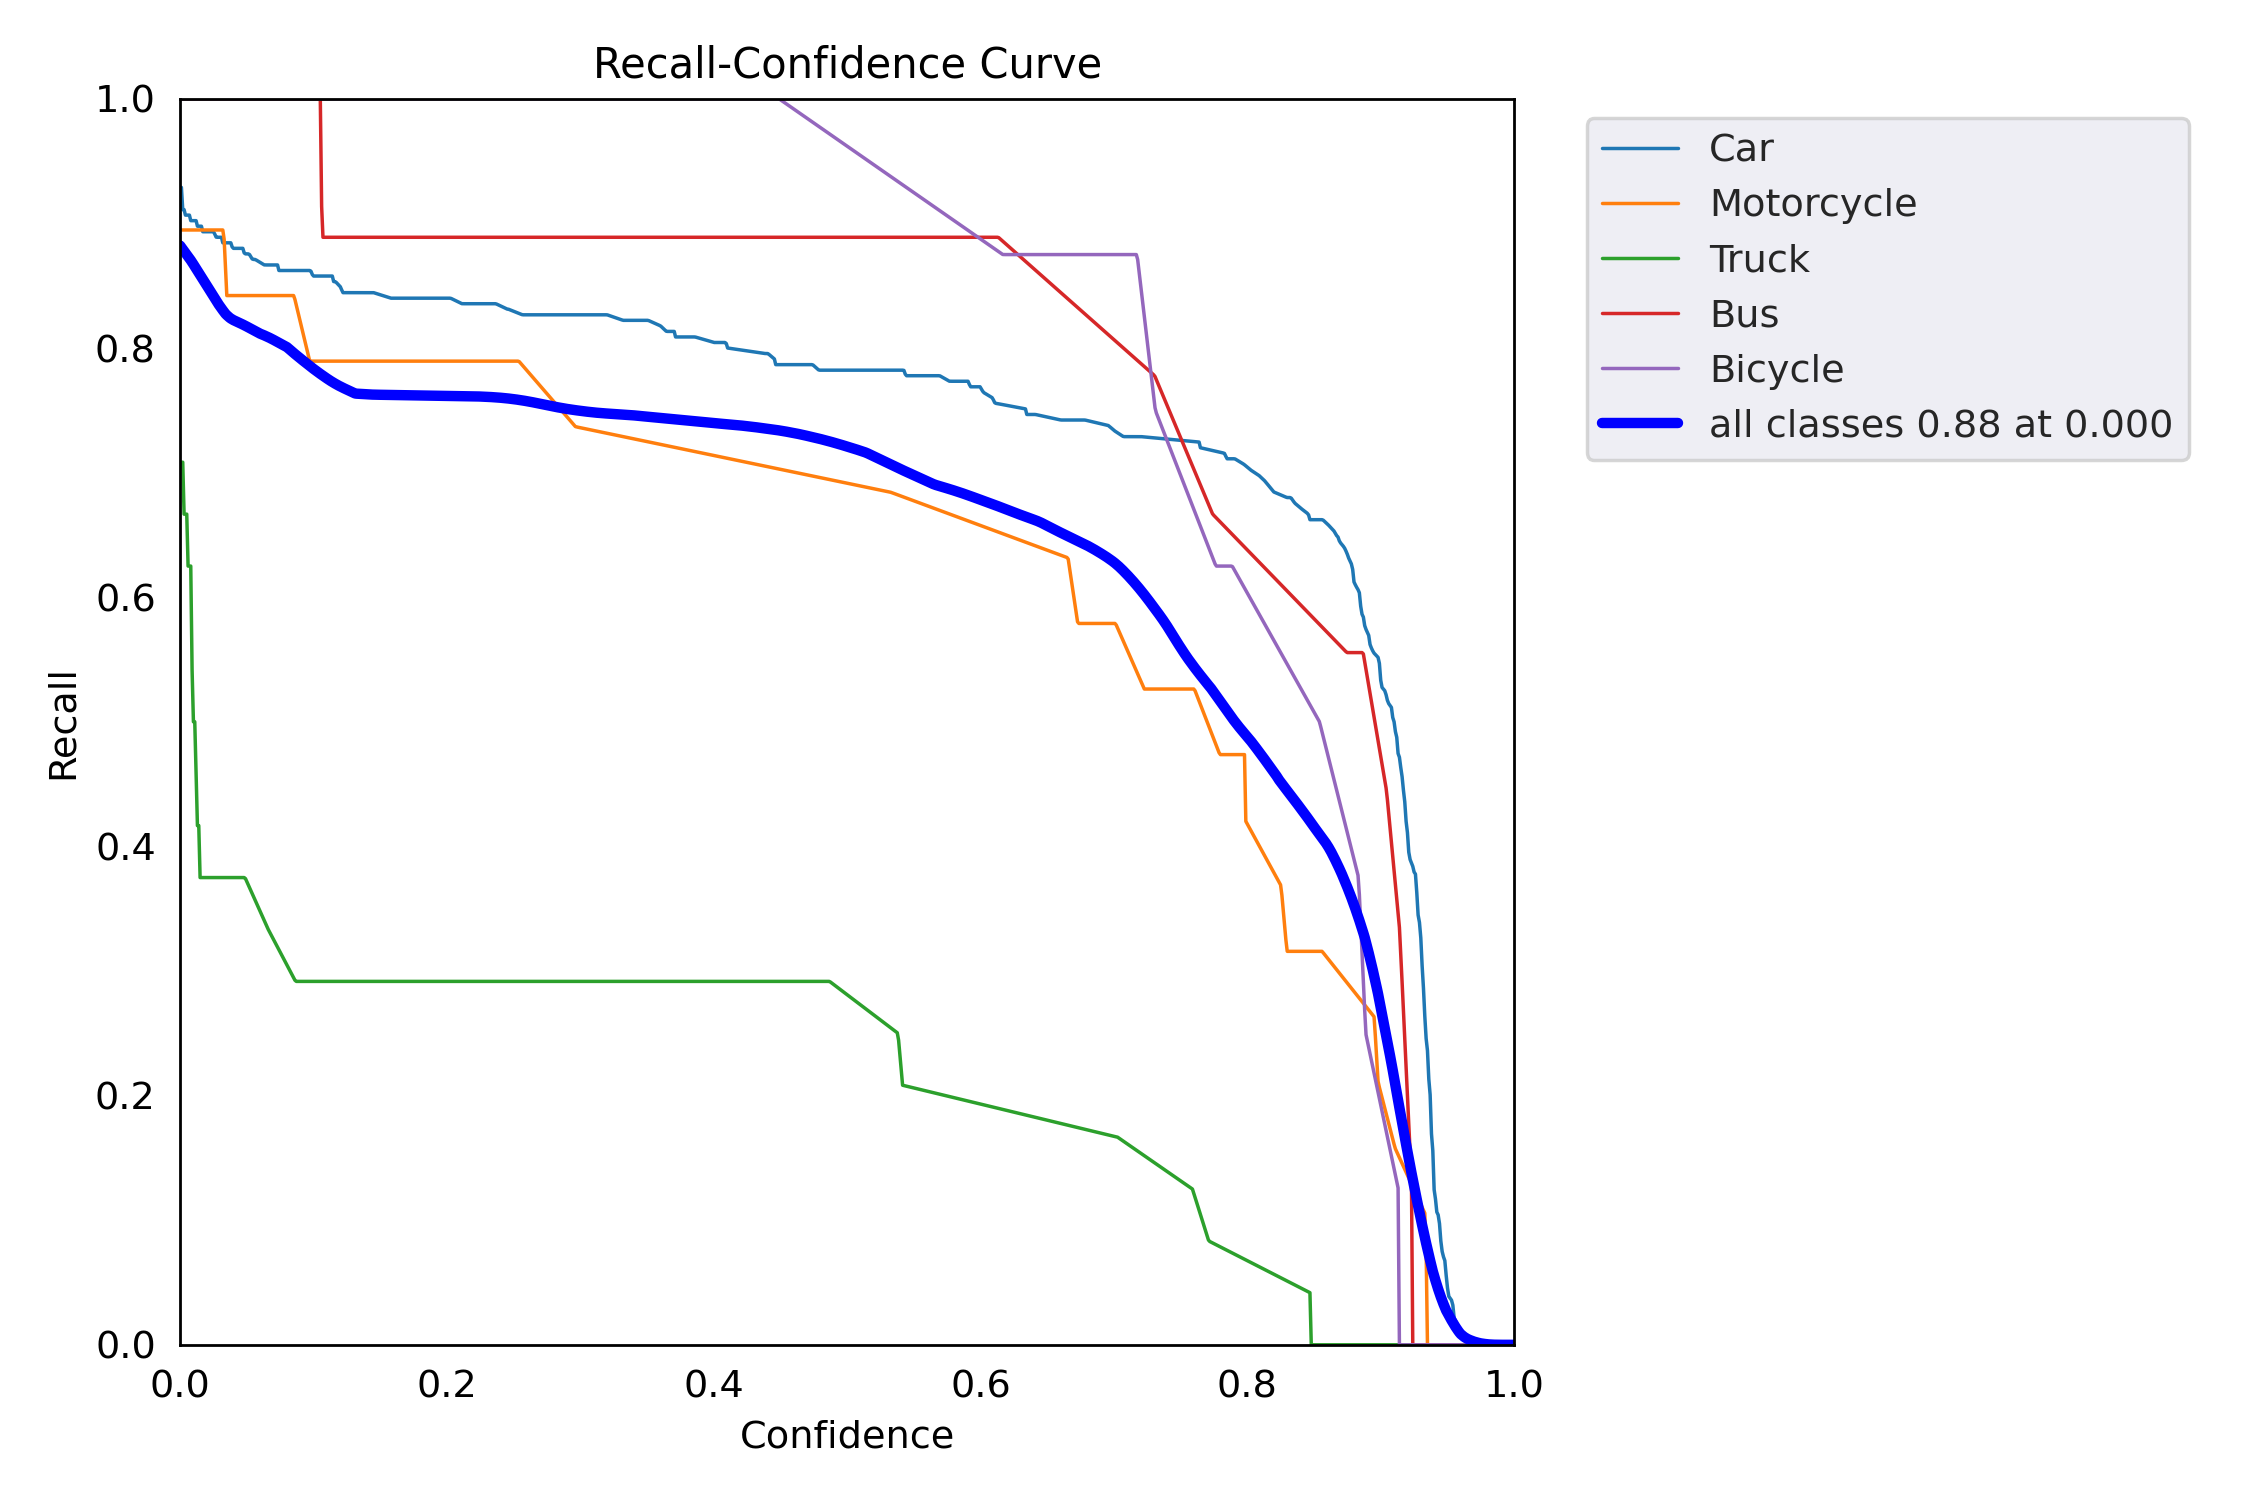 Recall-Confidence Curve
1.0
0.8
0.6
0.4
0.2
0.0
Recall
0.0 0.2 0.4 0.6 0.8 1.0
Confidence
Car
Motorcycle
Truck
Bus
Bicycle
all classes 0.88 at 0.000